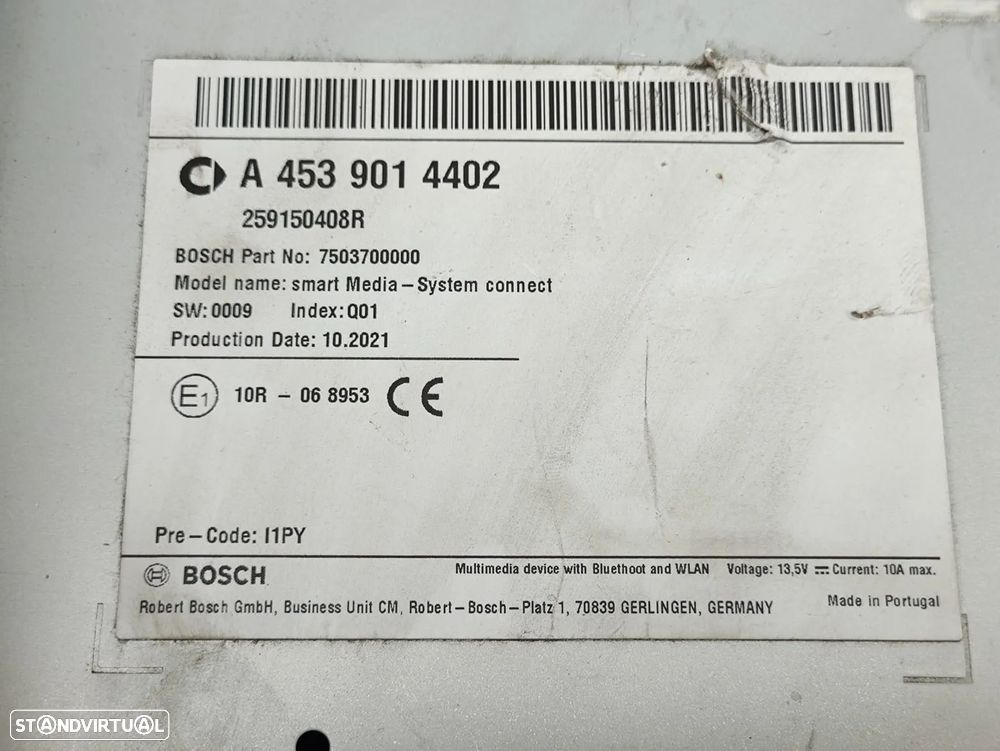 A 453 901 4402
259150408R
BOSCH Part No: 7503700000
Model name: smart Media-System connect
SW: 0009 Index: Q01
Production Date: 10.2021
E1 10R - 06 8953 CE
Pre-Code: I1PY
BOSCH Multimedia device with Bluethoot and WLAN Voltage: 13,5V ⎓ Current: 10A max.
Robert Bosch GmbH, Business Unit CM, Robert-Bosch-Platz 1, 70839 GERLINGEN, GERMANY Made in Portugal
STANDVIRTUAL